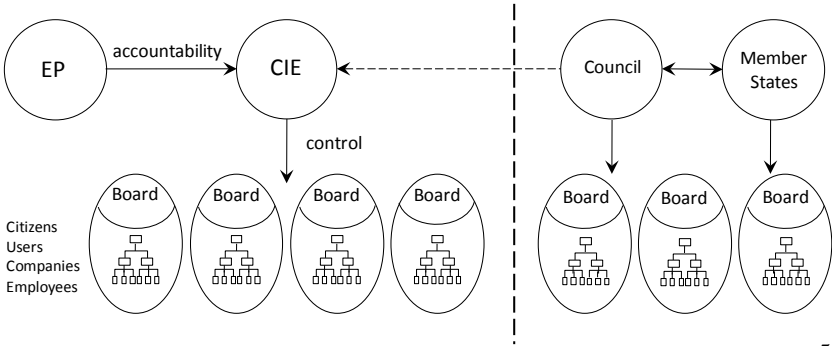 EP
accountability
CIE
Council
Member
States
control
Board
Board
Board
Board
Board
Board
Board
Citizens
Users
Companies
Employees